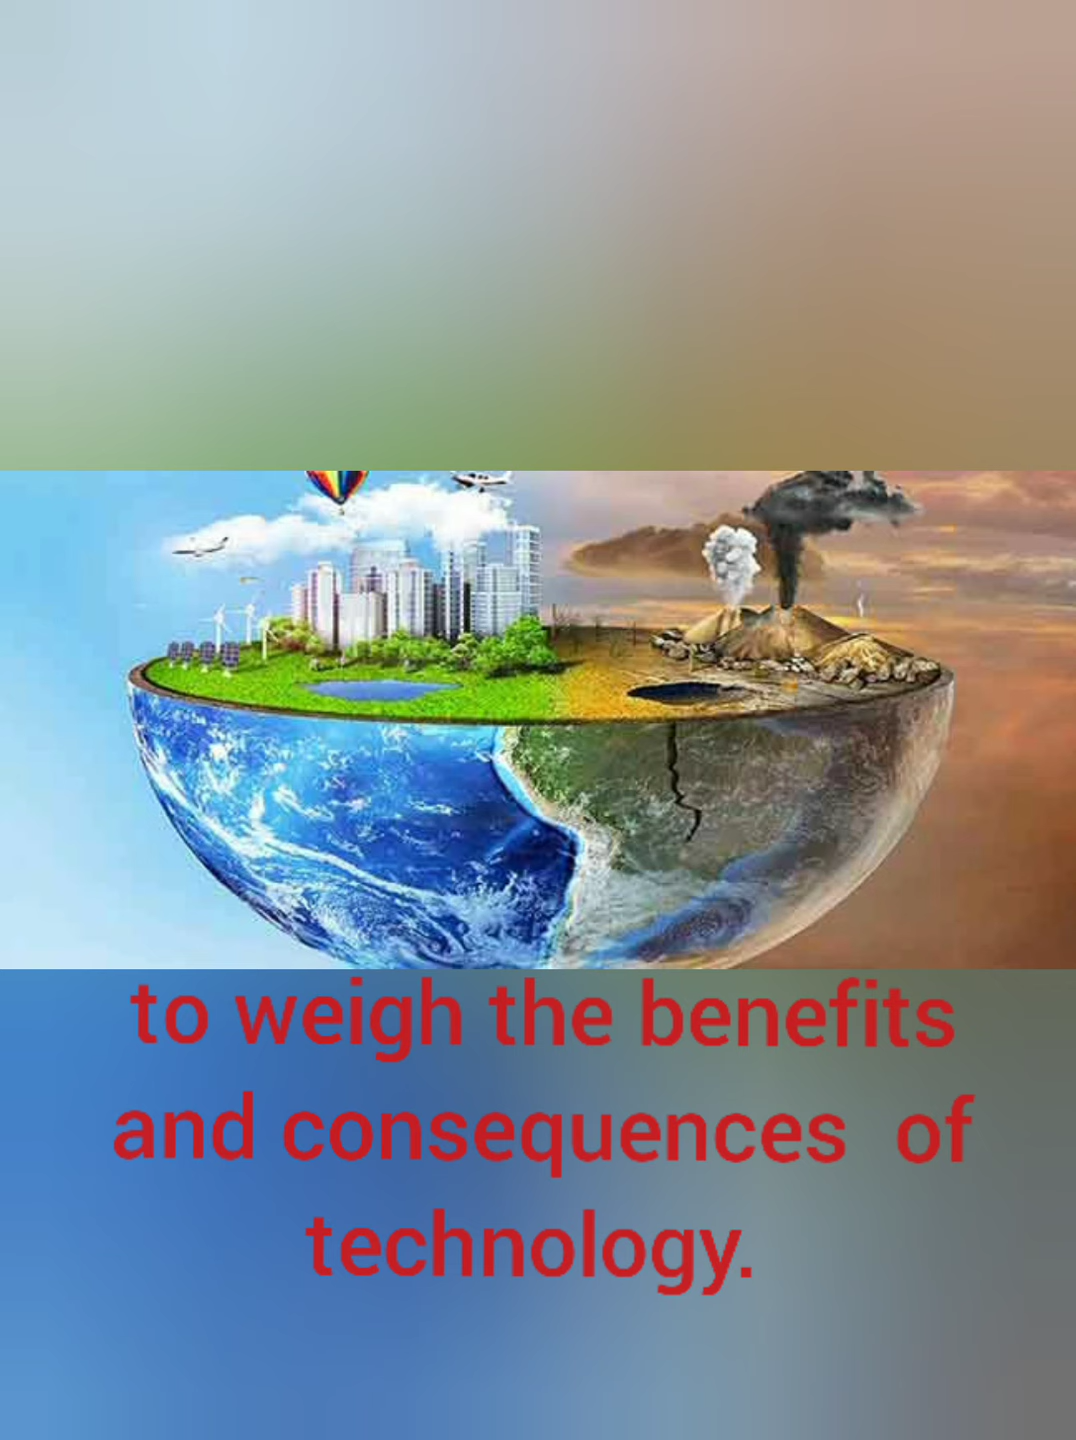 to weigh the benefits
and consequences  of
technology.